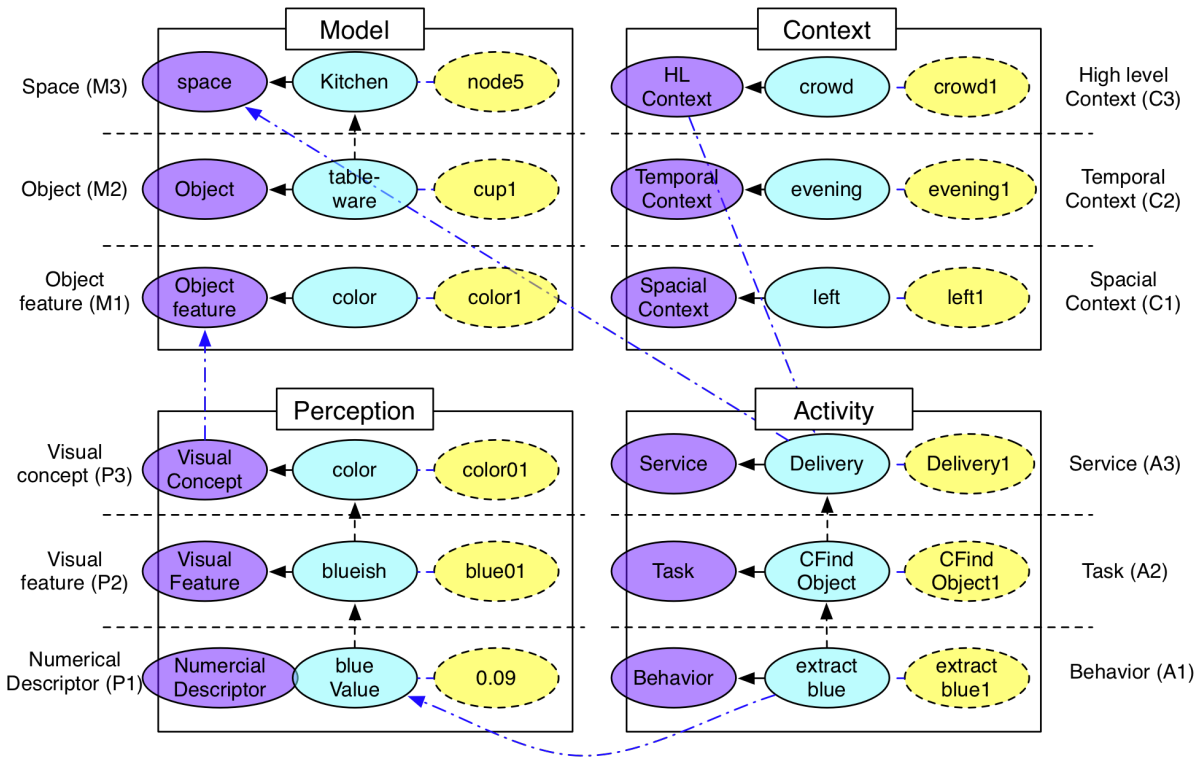 Model
Space (M3)
space
Kitchen
node5
Object (M2)
Object
table-
ware
cup1
Object
feature (M1)
Object
feature
color
color1
Context
HL
Context
crowd
crowd1
High level
Context (C3)
Temporal
Context
evening
evening1
Temporal
Context (C2)
Spacial
Context
left
left1
Spacial
Context (C1)
Perception
Visual
concept (P3)
Visual
Concept
color
color01
Visual
feature (P2)
Visual
Feature
blueish
blue01
Numerical
Descriptor (P1)
Numercial
Descriptor
blue
Value
0.09
Activity
Service
Delivery
Delivery1
Service (A3)
Task
CFind
Object
CFind
Object1
Task (A2)
Behavior
extract
blue
extract
blue1
Behavior (A1)